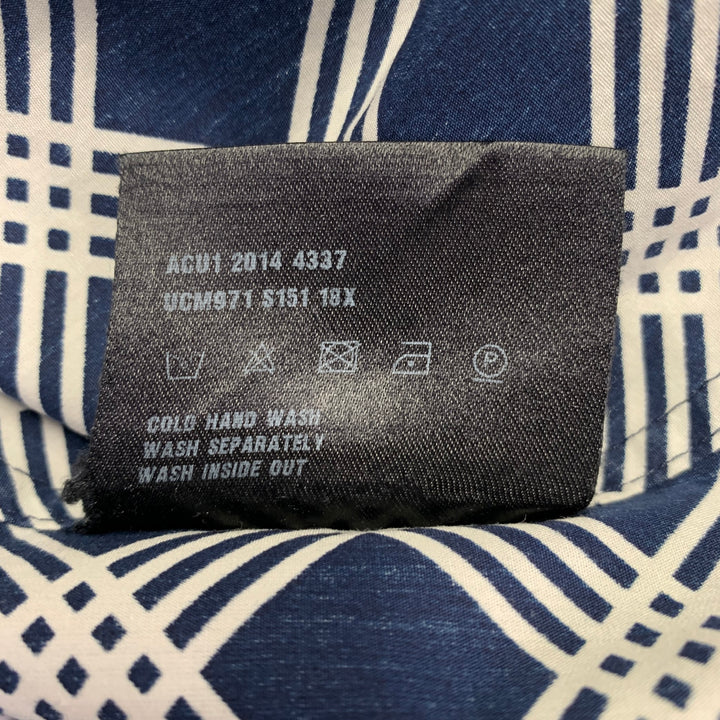 ACU1 2014 4337
UCM971 S151 18X
P
COLD HAND WASH
WASH SEPARATELY
WASH INSIDE OUT